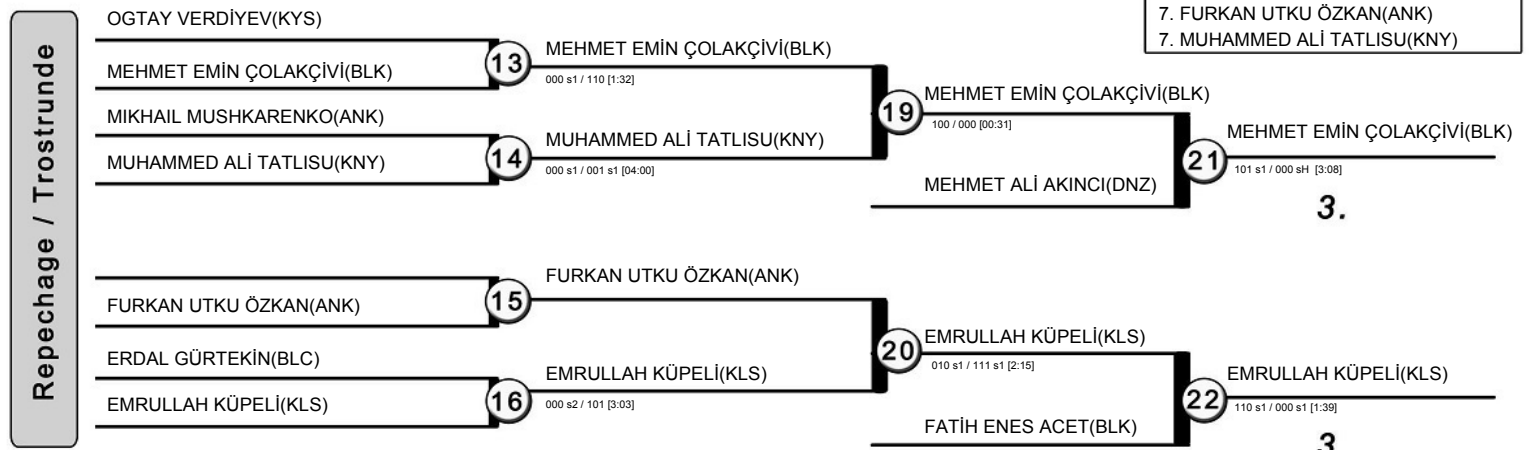 Repechage / Trostrunde
7. FURKAN UTKU ÖZKAN(ANK)
7. MUHAMMED ALİ TATLISU(KNY)
OGTAY VERDİYEV(KYS)
MEHMET EMİN ÇOLAKÇİVİ(BLK)
13
MEHMET EMİN ÇOLAKÇİVİ(BLK)
000 s1 / 110 [1:32]
MIKHAIL MUSHKARENKO(ANK)
MUHAMMED ALİ TATLISU(KNY)
14
MUHAMMED ALİ TATLISU(KNY)
000 s1 / 001 s1 [04:00]
19
MEHMET EMİN ÇOLAKÇİVİ(BLK)
100 / 000 [00:31]
MEHMET ALİ AKINCI(DNZ)
21
MEHMET EMİN ÇOLAKÇİVİ(BLK)
101 s1 / 000 sH [3:08]
3.
FURKAN UTKU ÖZKAN(ANK)
15
FURKAN UTKU ÖZKAN(ANK)
ERDAL GÜRTEKİN(BLC)
EMRULLAH KÜPELİ(KLS)
16
EMRULLAH KÜPELİ(KLS)
000 s2 / 101 [3:03]
20
EMRULLAH KÜPELİ(KLS)
010 s1 / 111 s1 [2:15]
FATİH ENES ACET(BLK)
22
EMRULLAH KÜPELİ(KLS)
110 s1 / 000 s1 [1:39]
3